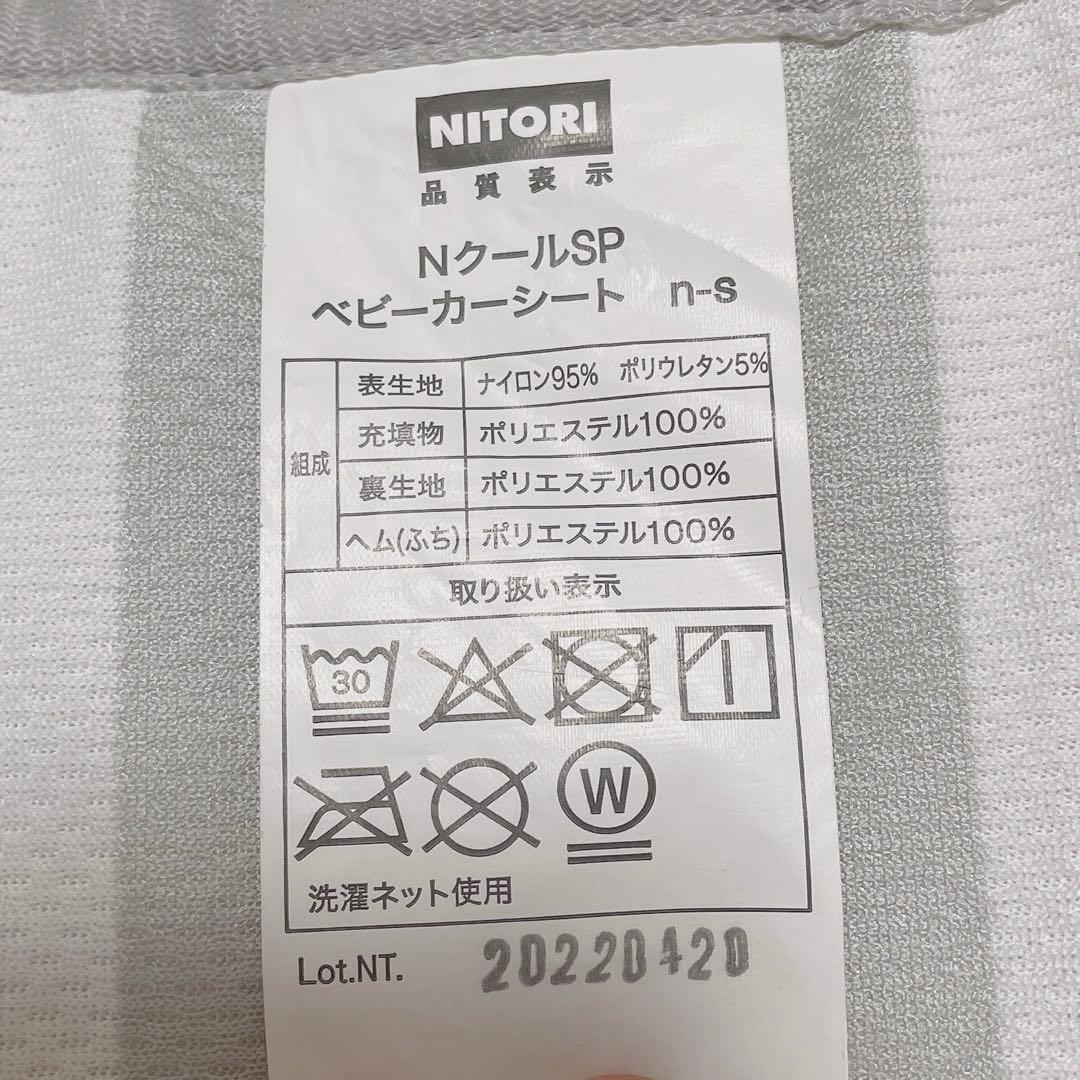 NITORI
品質表示
NクールSP
ベビーカーシート n-s
組成
表生地 ナイロン95% ポリウレタン5%
充填物 ポリエステル100%
裏生地 ポリエステル100%
ヘム(ふち) ポリエステル100%
取り扱い表示
30
W
洗濯ネット使用
Lot.NT. 20220420